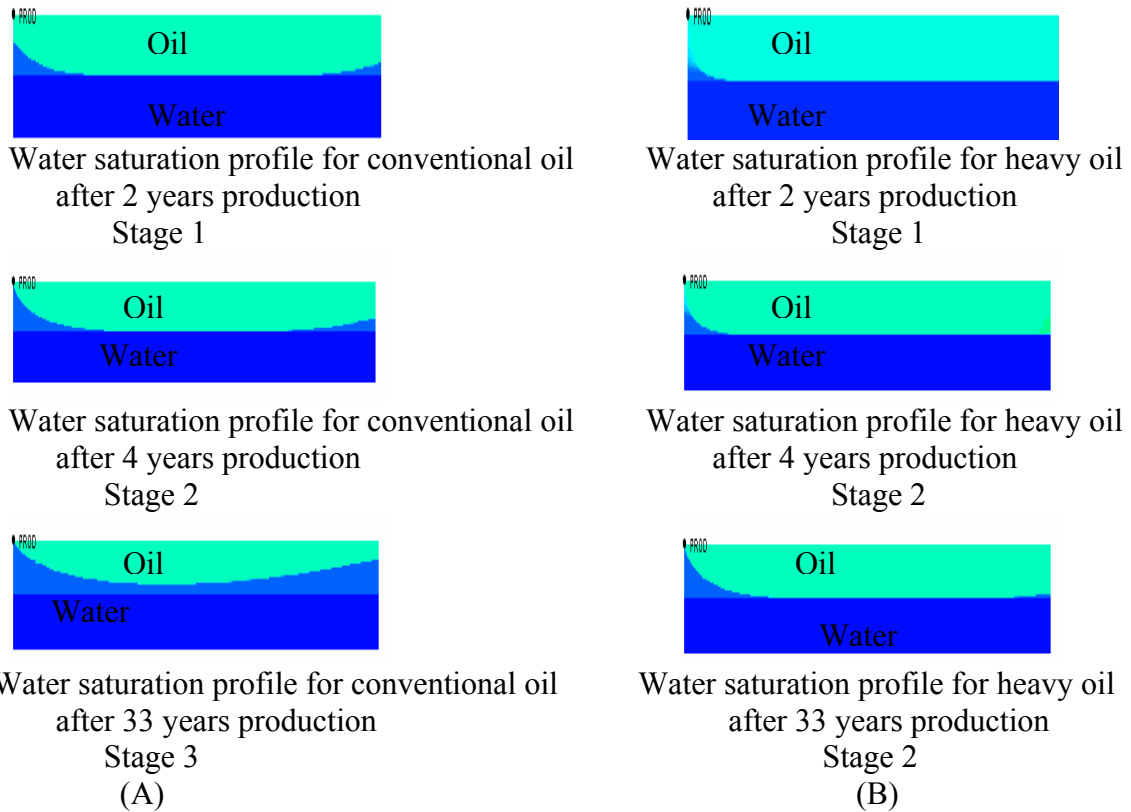 PROD
Oil
Water
Water saturation profile for conventional oil
after 2 years production
Stage 1
PROD
Oil
Water
Water saturation profile for heavy oil
after 2 years production
Stage 1
PROD
Oil
Water
Water saturation profile for conventional oil
after 4 years production
Stage 2
PROD
Oil
Water
Water saturation profile for heavy oil
after 4 years production
Stage 2
PROD
Oil
Water
Water saturation profile for conventional oil
after 33 years production
Stage 3
(A)
PROD
Oil
Water
Water saturation profile for heavy oil
after 33 years production
Stage 2
(B)